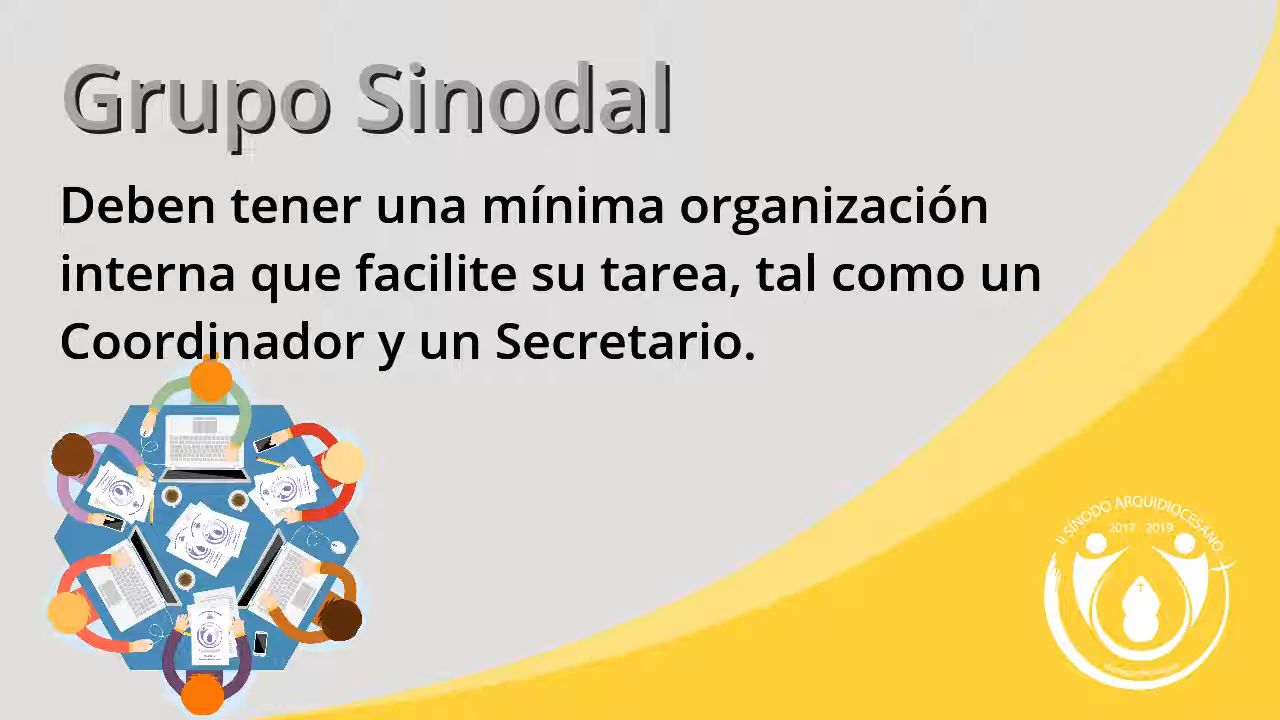 Grupo Sinodal
Deben tener una mínima organización
interna que facilite su tarea, tal como un
Coordinador y un Secretario.
II SÍNODO ARQUIDIOCESANO
2017 - 2019